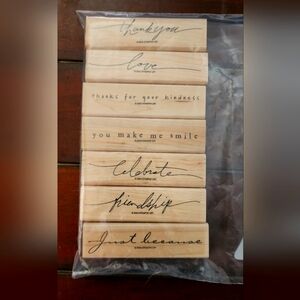 thank you
love
thanks for your kindness
you make me smile
Celebrate
friendship
Just because